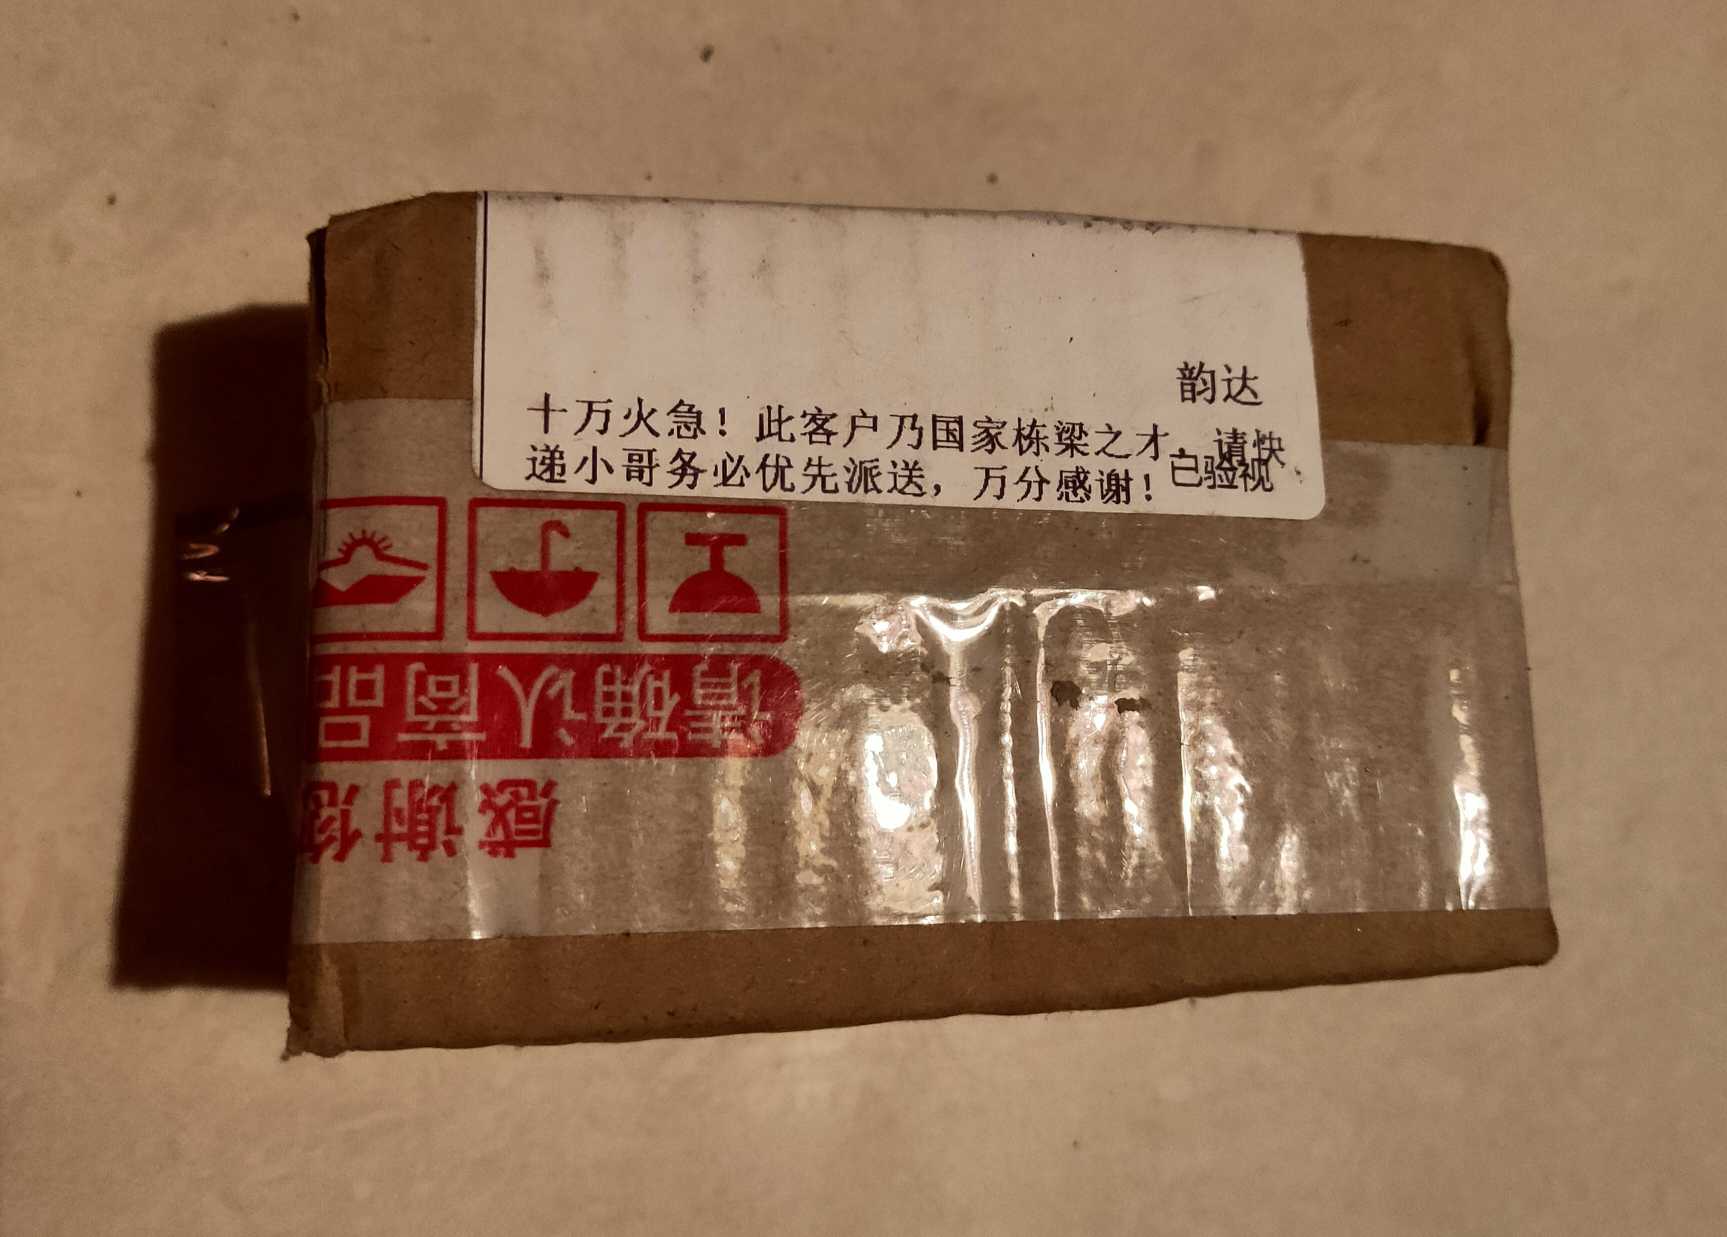 韵达
十万火急！此客户乃国家栋梁之才，请快
递小哥务必优先派送，万分感谢！
已验视
请确认商品
感谢您